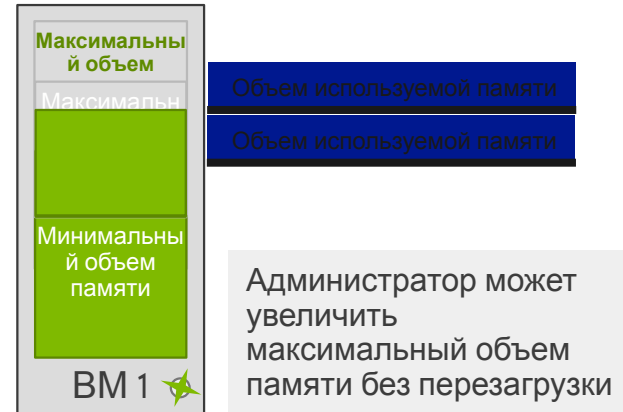 Максимальны
й объем
Максимальн
Объем используемой памяти
Объем используемой памяти
Минимальны
й объем
памяти
Администратор может
увеличить
максимальный объем
памяти без перезагрузки
ВМ 1